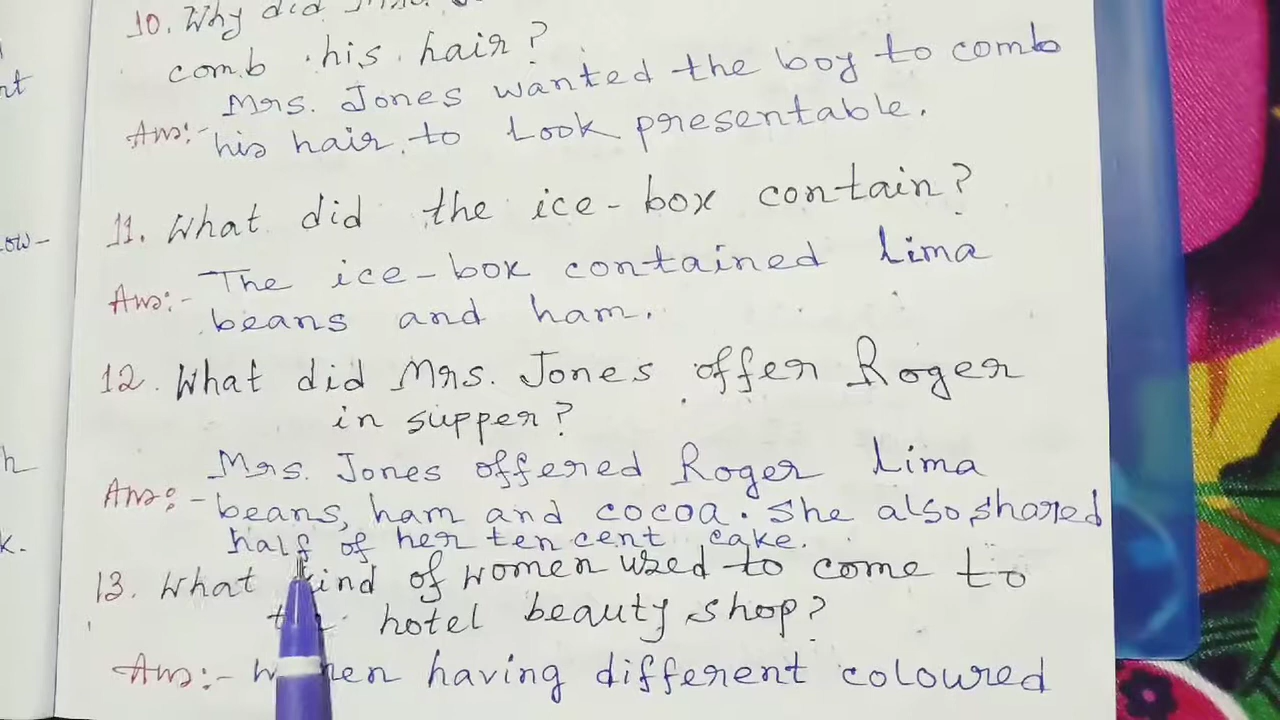 10. Why did
comb his hair?
Mrs. Jones wanted the boy to comb
Ans:- his hair to Look presentable.
11. What did the ice-box contain?
The ice-box contained Lima
Ans:- beans and ham.
12. What did Mrs. Jones offer Roger
in supper?
Mrs. Jones offered Roger Lima
Ans:- beans, ham and cocoa. She also shared
half of her ten cent cake.
13. What kind of women used to come to
hotel beauty shop?
Ans:- having different coloured
ow-
k.